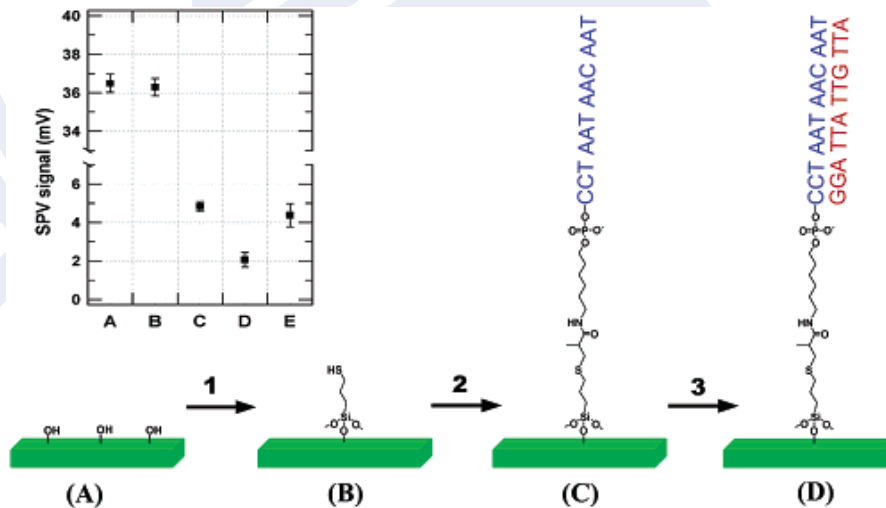 40
38
36
34
6
4
2
0
SPV signal (mV)
A B C D E
CCT AAT AAC AAT
CCT AAT AAC AAT
GGA TTA TTG TTA
O
O=P-O-
O
HN
O
S
Si
O O
O
O
O=P-O-
O
HN
O
S
Si
O O
O
HS
Si
O O
O
1
2
3
OH OH OH
(A) (B) (C) (D)